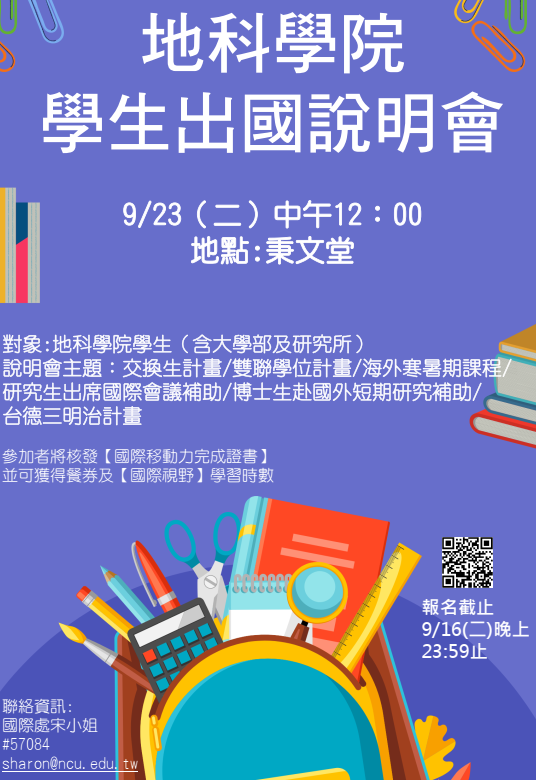 地科學院
學生出國說明會
9/23（二）中午12：00
地點:秉文堂
對象:地科學院學生（含大學部及研究所）
說明會主題：交換生計畫/雙聯學位計畫/海外寒暑期課程/
研究生出席國際會議補助/博士生赴國外短期研究補助/
台德三明治計畫
參加者將核發【國際移動力完成證書】
並可獲得餐券及【國際視野】學習時數
報名截止
9/16(二)晚上
23:59止
聯絡資訊:
國際處宋小姐
#57084
sharon@ncu.edu.tw